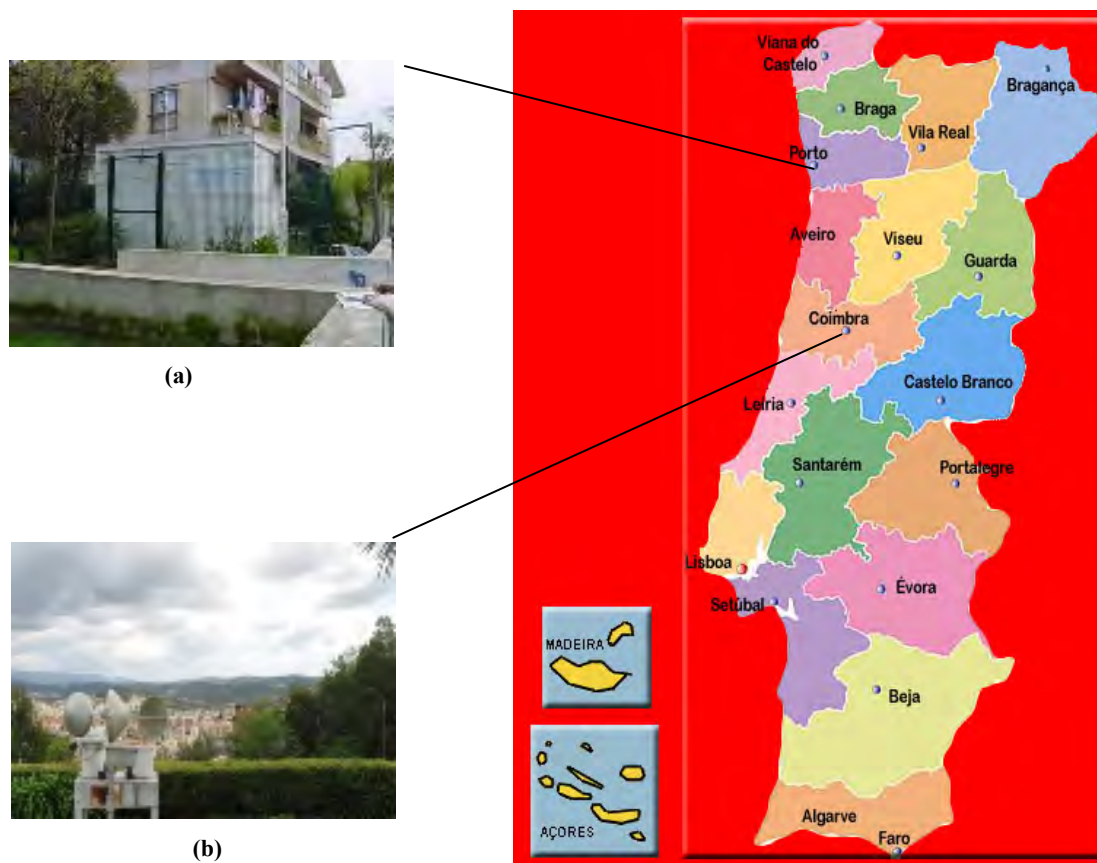 Viana do
Castelo
Bragança
Braga
Vila Real
Porto
Aveiro
Viseu
Guarda
(a)
Coimbra
Castelo Branco
Leiria
Santarém
Portalegre
Lisboa
Évora
Setúbal
MADEIRA
Beja
AÇORES
Algarve
Faro
(b)